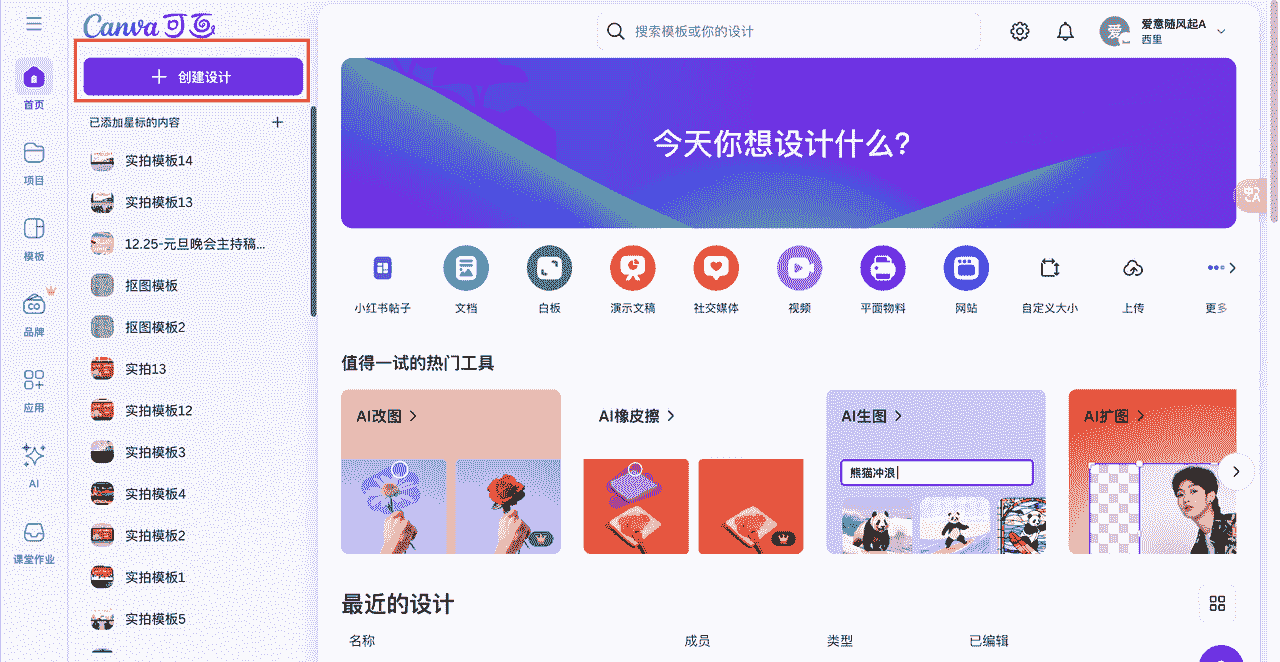 Canva可画
创建设计
首页
项目
模板
品牌
应用
AI
课堂作业
已添加星标的内容
实拍模板14
实拍模板13
12.25-元旦晚会主持稿...
抠图模板
抠图模板2
实拍13
实拍模板12
实拍模板3
实拍模板4
实拍模板2
实拍模板1
实拍模板5
搜索模板或你的设计
爱
爱意随风起A
西里
今天你想设计什么?
小红书帖子
文档
白板
演示文稿
社交媒体
视频
平面物料
网站
自定义大小
上传
更多
值得一试的热门工具
AI改图
AI橡皮擦
AI生图
熊猫冲浪
AI扩图
最近的设计
名称
成员
类型
已编辑